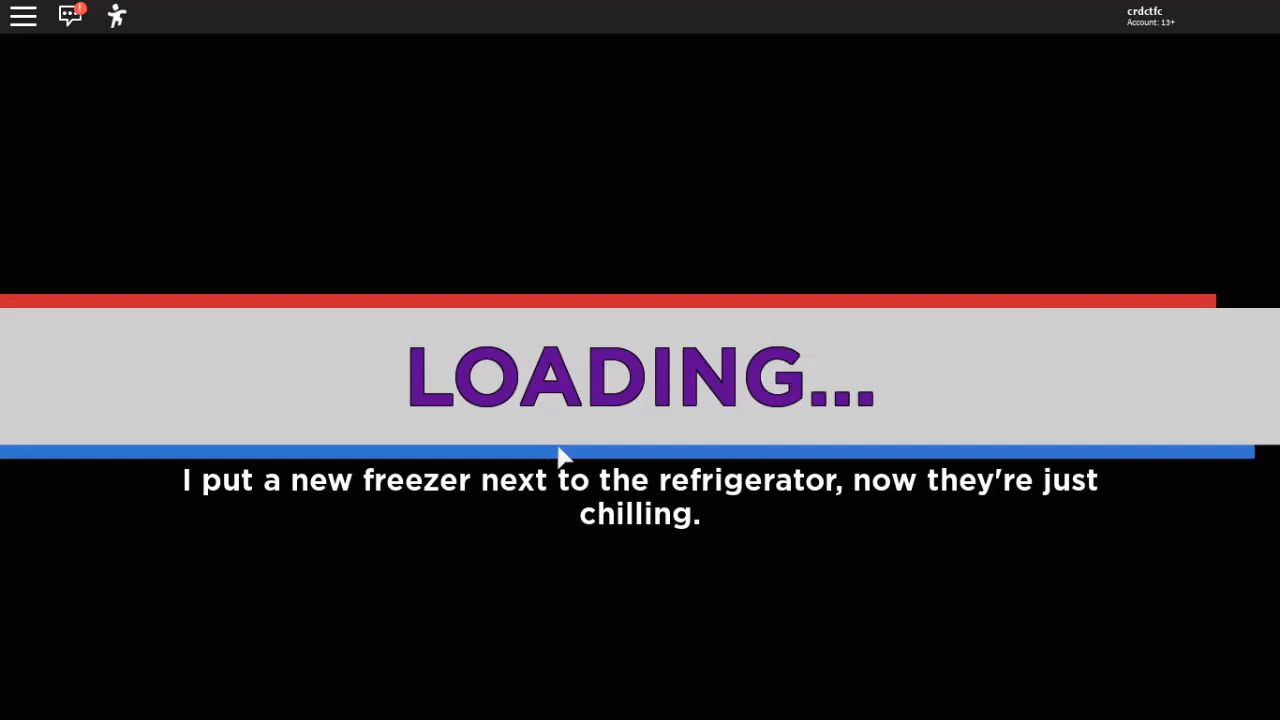 crdctfc
Account: 13+
LOADING...
I put a new freezer next to the refrigerator, now they're just
chilling.